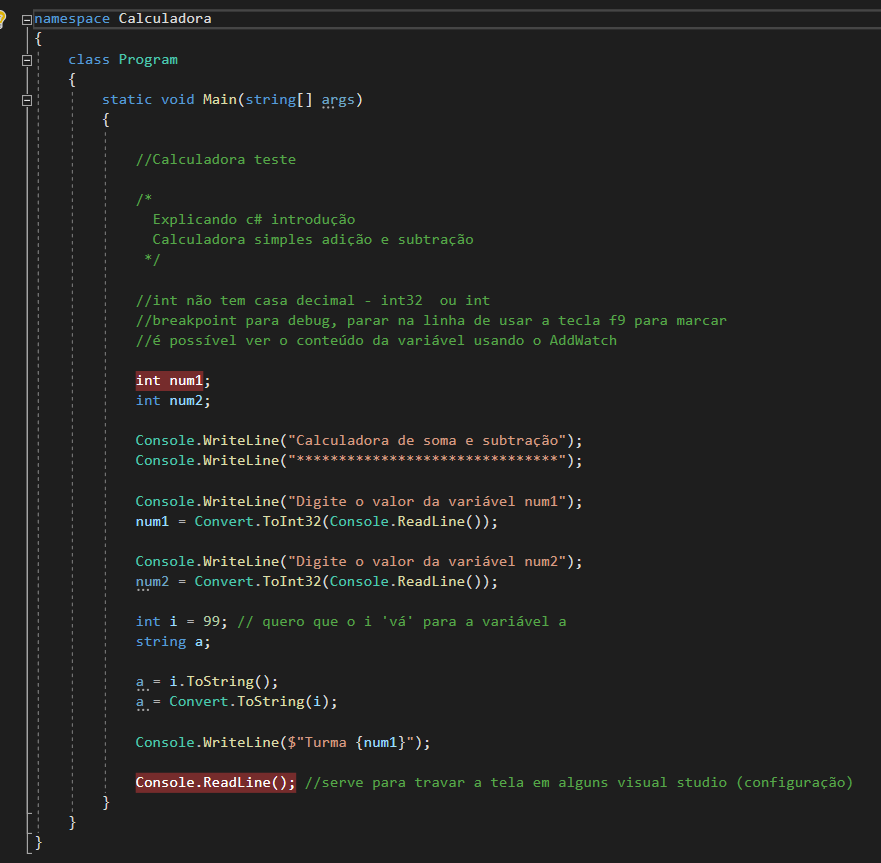 namespace Calculadora
{
class Program
{
static void Main(string[] args)
{
//Calculadora teste
/*
Explicando c# introdução
Calculadora simples adição e subtração
*/
//int não tem casa decimal - int32  ou int
//breakpoint para debug, parar na linha de usar a tecla f9 para marcar
//é possível ver o conteúdo da variável usando o AddWatch
int num1;
int num2;
Console.WriteLine("Calculadora de soma e subtração");
Console.WriteLine("*******************************");
Console.WriteLine("Digite o valor da variável num1");
num1 = Convert.ToInt32(Console.ReadLine());
Console.WriteLine("Digite o valor da variável num2");
num2 = Convert.ToInt32(Console.ReadLine());
int i = 99; // quero que o i 'vá' para a variável a
string a;
a = i.ToString();
a = Convert.ToString(i);
Console.WriteLine($"Turma {num1}");
Console.ReadLine(); //serve para travar a tela em alguns visual studio (configuração)
}
}
}